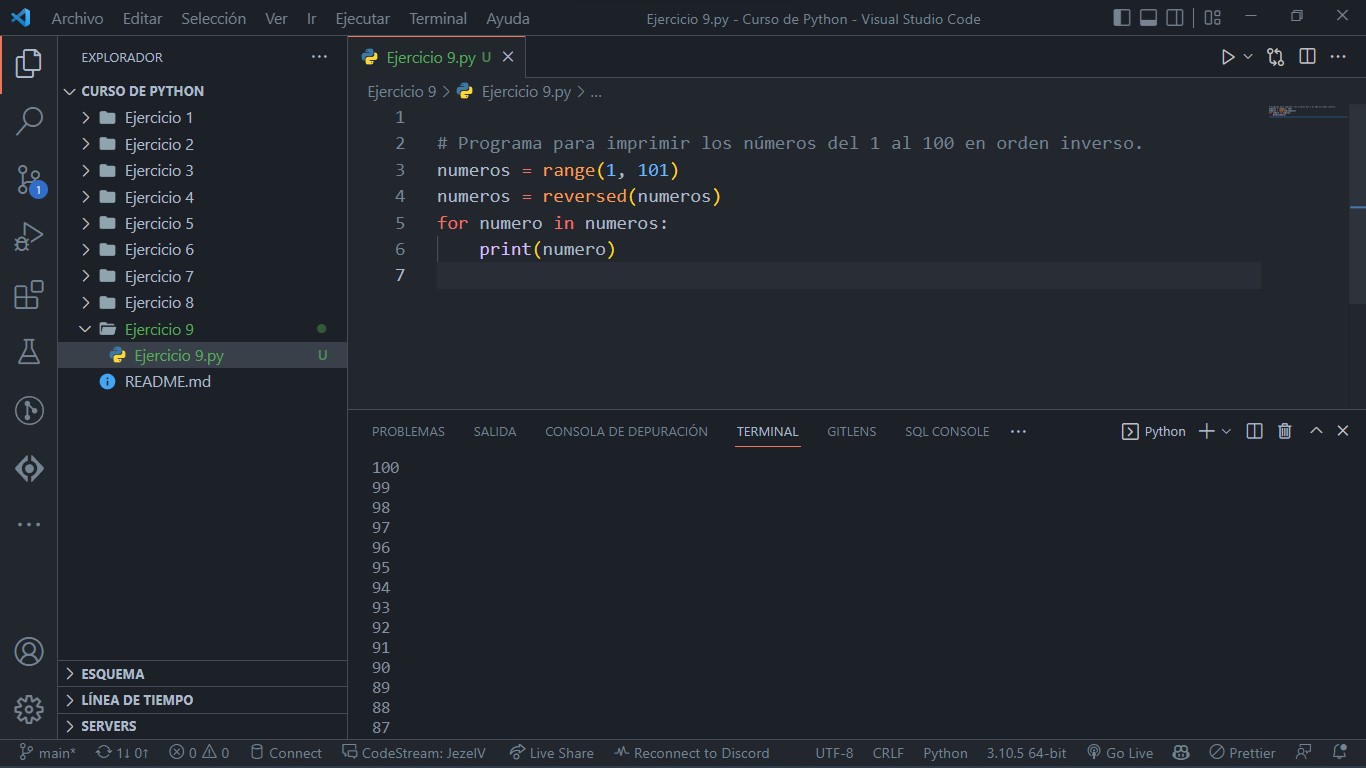 Archivo Editar Selección Ver Ir Ejecutar Terminal Ayuda
Ejercicio 9.py - Curso de Python - Visual Studio Code
EXPLORADOR
CURSO DE PYTHON
Ejercicio 1
Ejercicio 2
Ejercicio 3
Ejercicio 4
Ejercicio 5
Ejercicio 6
Ejercicio 7
Ejercicio 8
Ejercicio 9
Ejercicio 9.py U
README.md
ESQUEMA
LÍNEA DE TIEMPO
SERVERS
1
Ejercicio 9.py U
Ejercicio 9 > Ejercicio 9.py > ...
1
2 # Programa para imprimir los números del 1 al 100 en orden inverso.
3 numeros = range(1, 101)
4 numeros = reversed(numeros)
5 for numero in numeros:
6     print(numero)
7
PROBLEMAS SALIDA CONSOLA DE DEPURACIÓN TERMINAL GITLENS SQL CONSOLE ... Python
100
99
98
97
96
95
94
93
92
91
90
89
88
87
main* 1↓ 0↑ 0 0 Connect CodeStream: JezelV Live Share Reconnect to Discord UTF-8 CRLF Python 3.10.5 64-bit Go Live Prettier